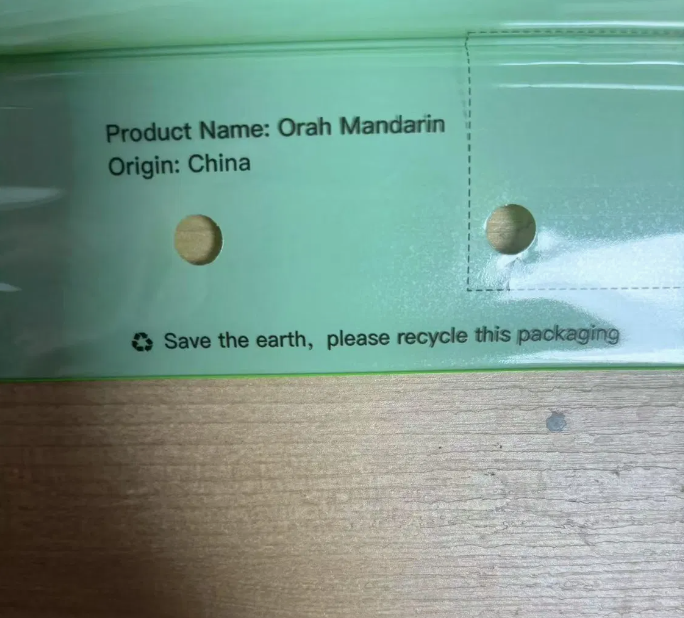 Product Name: Orah Mandarin
Origin: China
Save the earth, please recycle this packaging